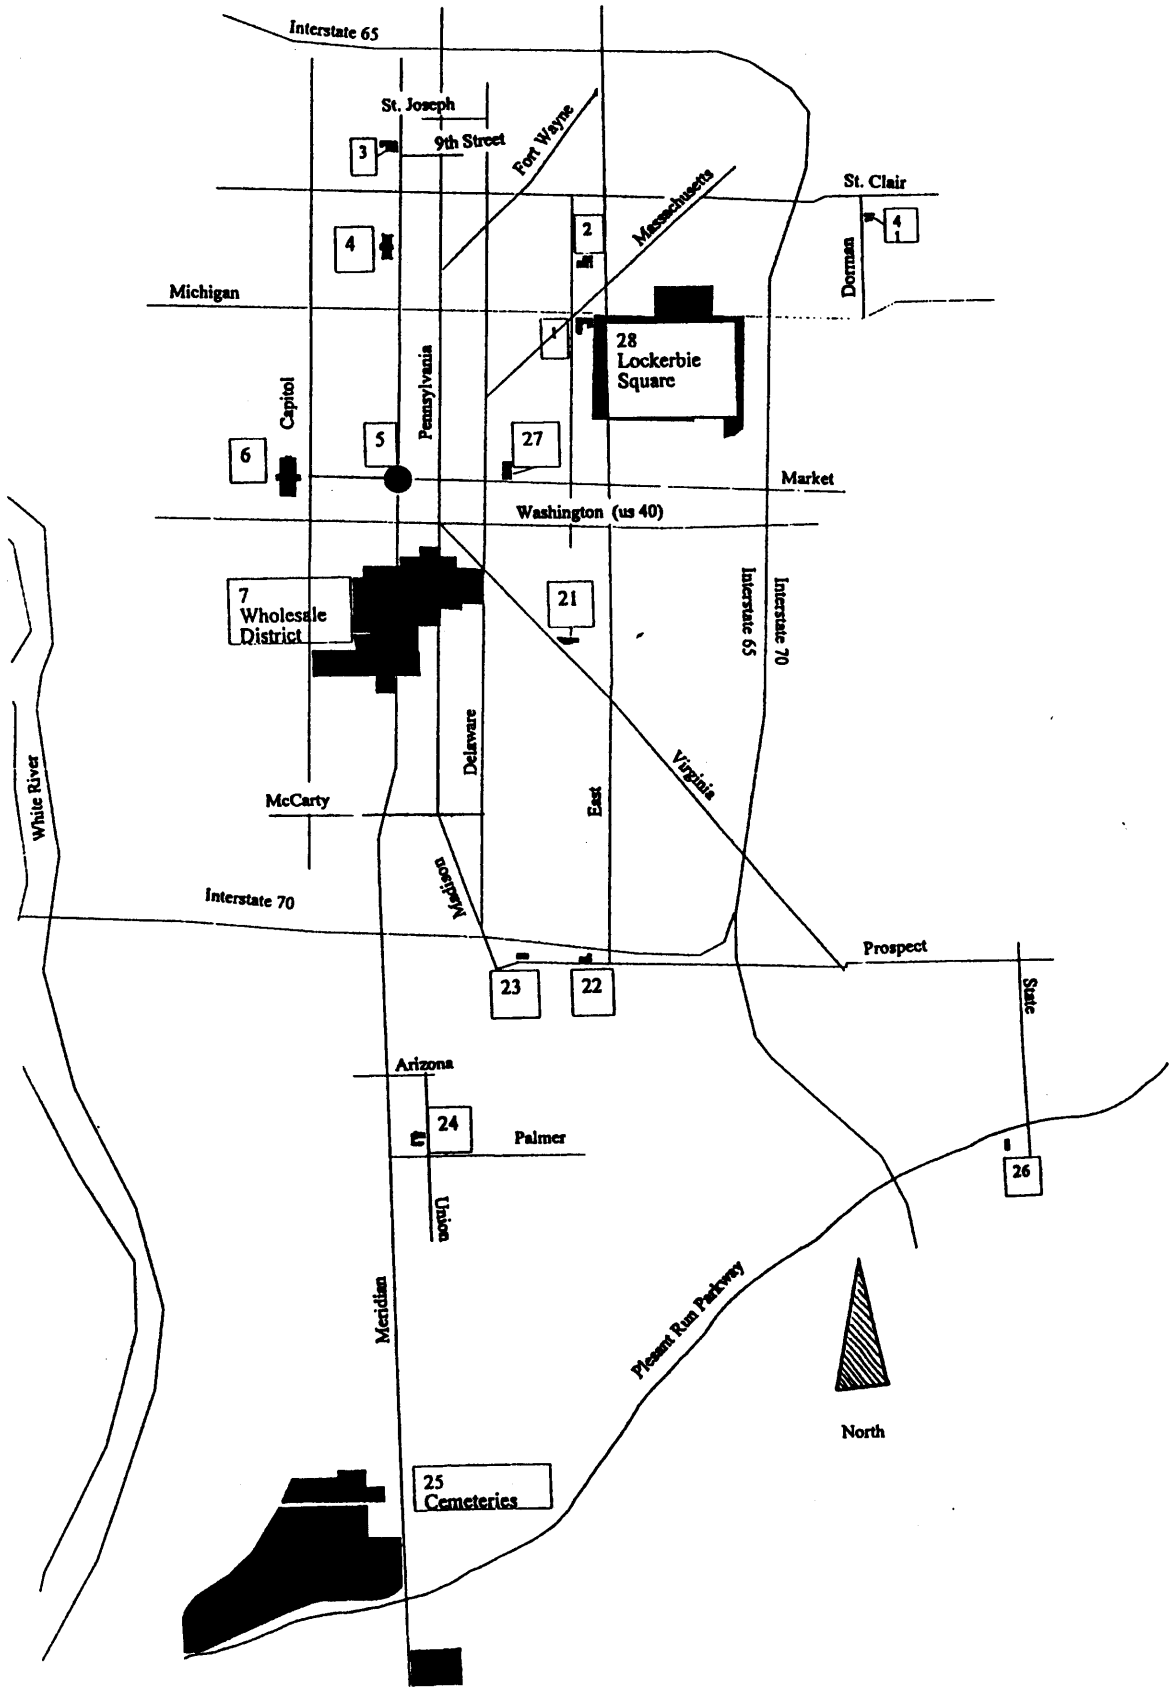 Interstate 65
St. Joseph
9th Street
3
Fort Wayne
Massachusetts
St. Clair
2
4
1
4
Dorman
Michigan
1
28
Lockerbie
Square
Pennsylvania
Capitol
5
27
6
Market
Washington (us 40)
7
Wholesale
District
21
Interstate 65
Interstate 70
Delaware
Virginia
White River
McCarty
East
Madison
Interstate 70
Prospect
23
22
State
Arizona
24
Palmer
26
Union
Meridian
Plesant Run Parkway
North
25
Cemeteries